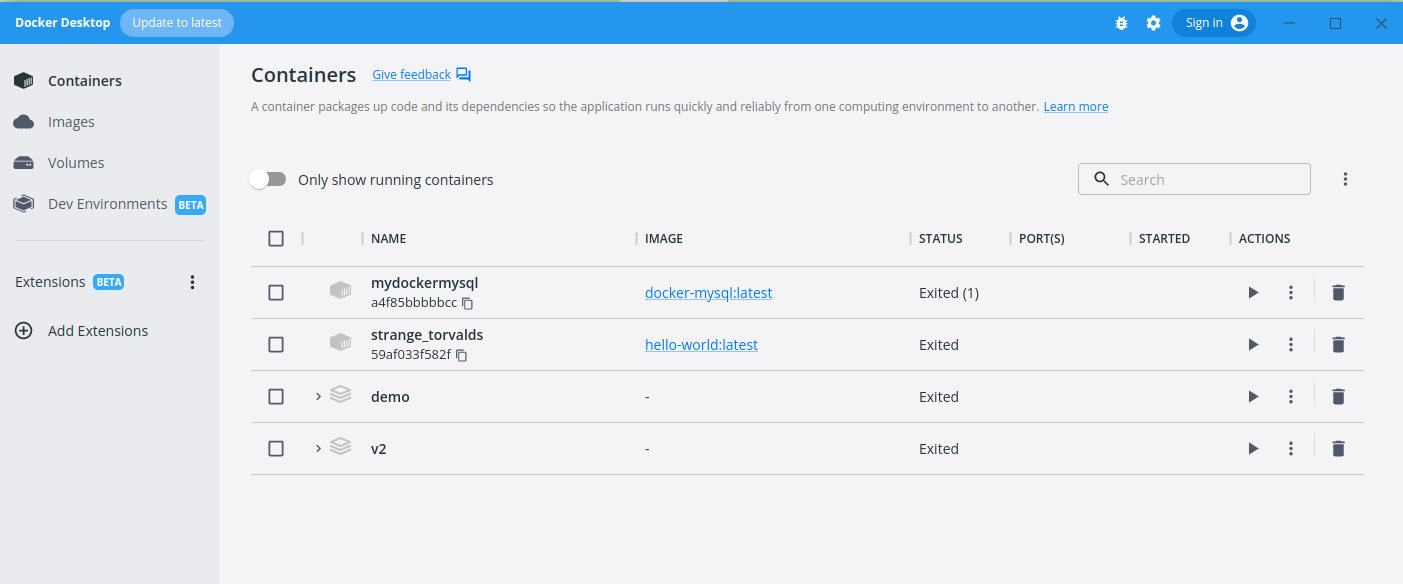 Docker Desktop Update to latest Sign in
Containers
Images
Volumes
Dev Environments BETA
Extensions BETA
Add Extensions
Containers Give feedback
A container packages up code and its dependencies so the application runs quickly and reliably from one computing environment to another. Learn more
Only show running containers Search
NAME IMAGE STATUS PORT(S) STARTED ACTIONS
mydockermysql docker-mysql:latest Exited (1)
a4f85bbbbbcc
strange_torvalds hello-world:latest Exited
59af033f582f
demo - Exited
v2 - Exited